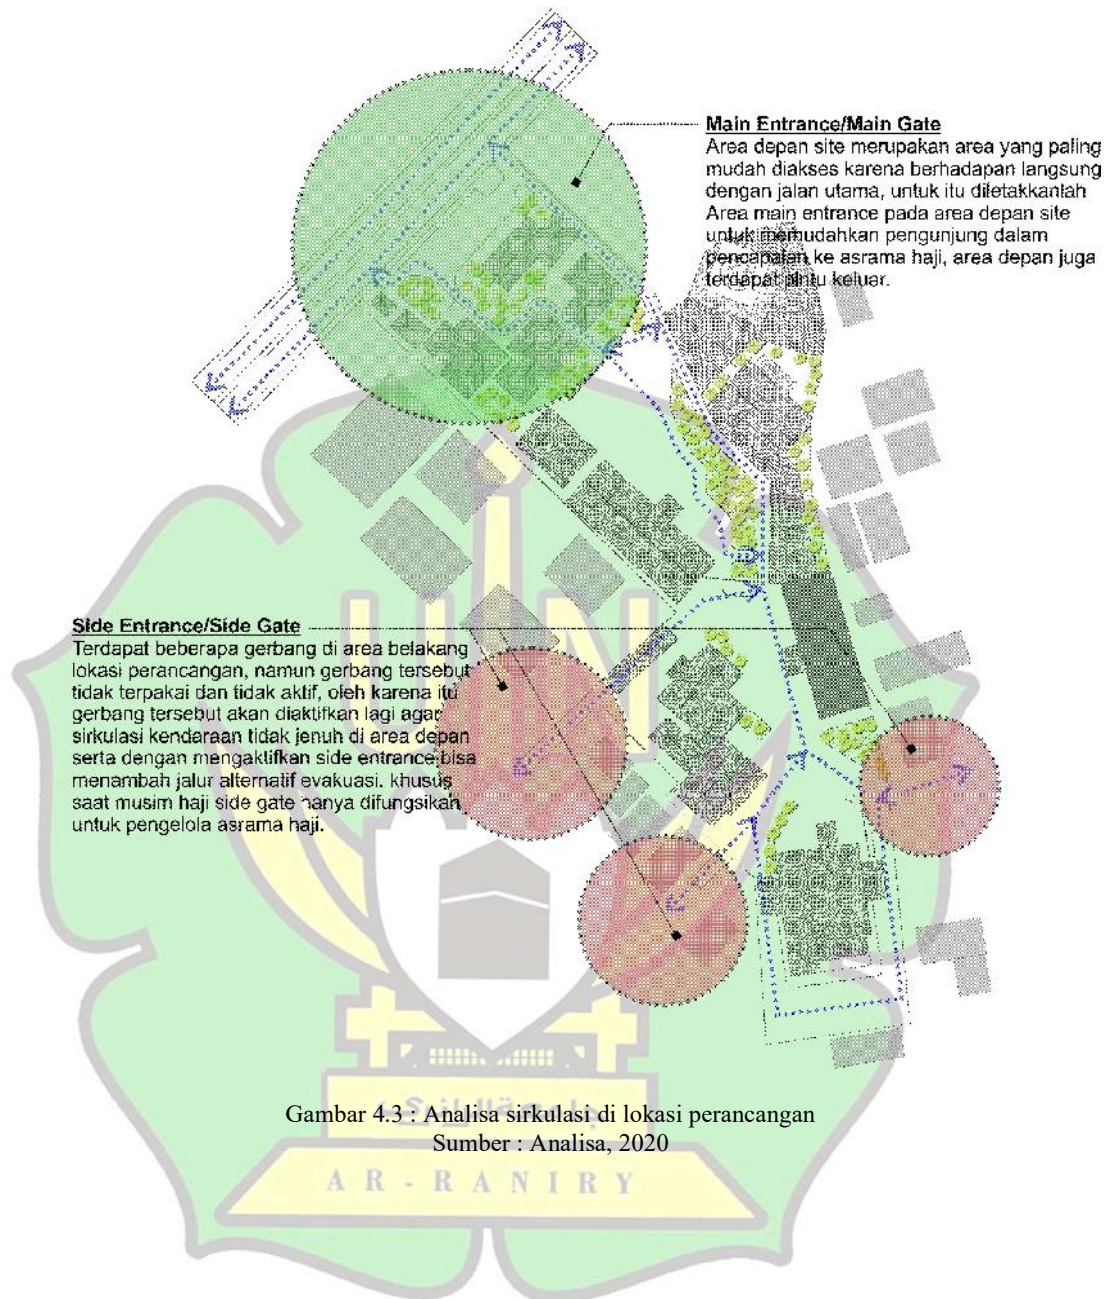 Main Entrance/Main Gate
Area depan site merupakan area yang paling
mudah diakses karena berhadapan langsung
dengan jalan utama, untuk itu diletakkanlah
Area main entrance pada area depan site
untuk memudahkan pengunjung dalam
pencapaian ke asrama haji, area depan juga
terdapat pintu keluar.
Side Entrance/Side Gate
Terdapat beberapa gerbang di area belakang
lokasi perancangan, namun gerbang tersebut
tidak terpakai dan tidak aktif, oleh karena itu
gerbang tersebut akan diaktifkan lagi agar
sirkulasi kendaraan tidak jenuh di area depan
serta dengan mengaktifkan side entrance bisa
menambah jalur alternatif evakuasi. khusus
saat musim haji side gate hanya difungsikan
untuk pengelola asrama haji.
UIN
جامعة الرانري
Gambar 4.3 : Analisa sirkulasi di lokasi perancangan
Sumber : Analisa, 2020
AR-RANIRY